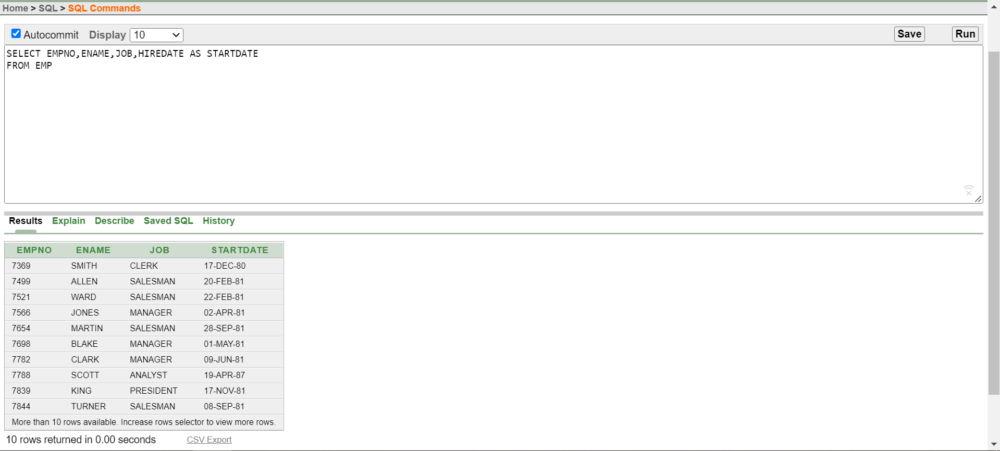 Home > SQL > SQL Commands
Autocommit Display 10 Save Run
SELECT EMPNO,ENAME,JOB,HIREDATE AS STARTDATE
FROM EMP
Results Explain Describe Saved SQL History
EMPNO ENAME JOB STARTDATE
7369 SMITH CLERK 17-DEC-80
7499 ALLEN SALESMAN 20-FEB-81
7521 WARD SALESMAN 22-FEB-81
7566 JONES MANAGER 02-APR-81
7654 MARTIN SALESMAN 28-SEP-81
7698 BLAKE MANAGER 01-MAY-81
7782 CLARK MANAGER 09-JUN-81
7788 SCOTT ANALYST 19-APR-87
7839 KING PRESIDENT 17-NOV-81
7844 TURNER SALESMAN 08-SEP-81
More than 10 rows available. Increase rows selector to view more rows.
10 rows returned in 0.00 seconds CSV Export